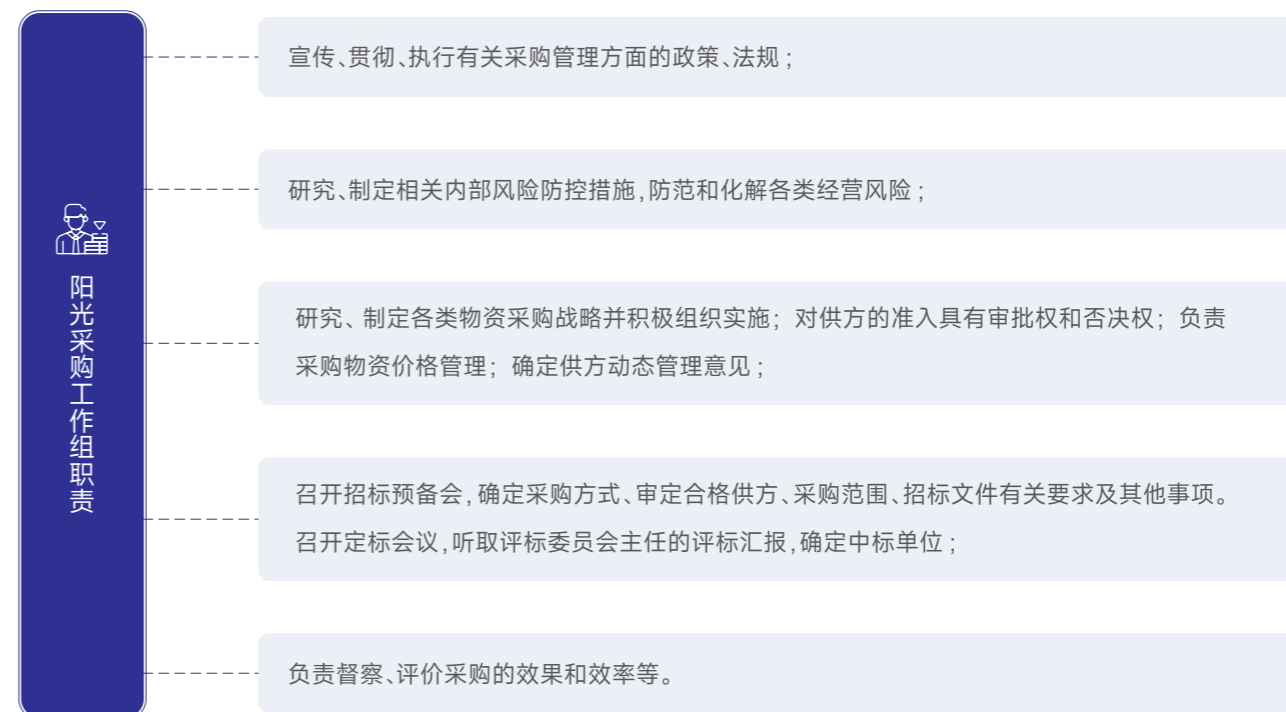 阳光采购工作组职责
宣传、贯彻、执行有关采购管理方面的政策、法规；
研究、制定相关内部风险防控措施，防范和化解各类经营风险；
研究、制定各类物资采购战略并积极组织实施；对供方的准入具有审批权和否决权；负责
采购物资价格管理；确定供方动态管理意见；
召开招标预备会，确定采购方式、审定合格供方、采购范围、招标文件有关要求及其他事项。
召开定标会议，听取评标委员会主任的评标汇报，确定中标单位；
负责督察、评价采购的效果和效率等。